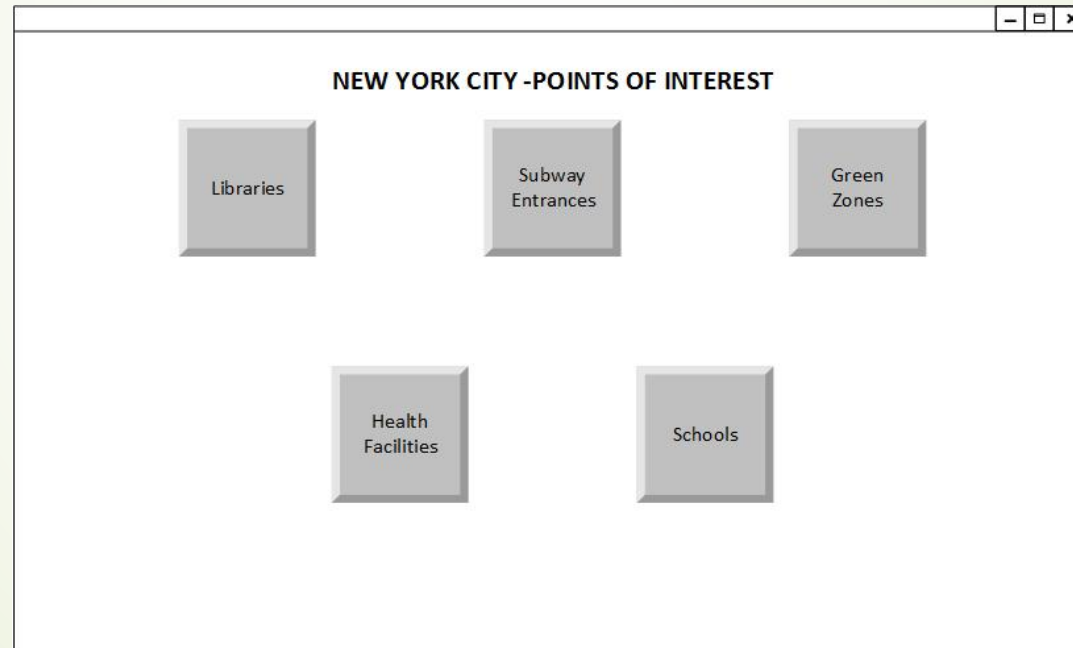 NEW YORK CITY -POINTS OF INTEREST
Libraries
Subway
Entrances
Green
Zones
Health
Facilities
Schools